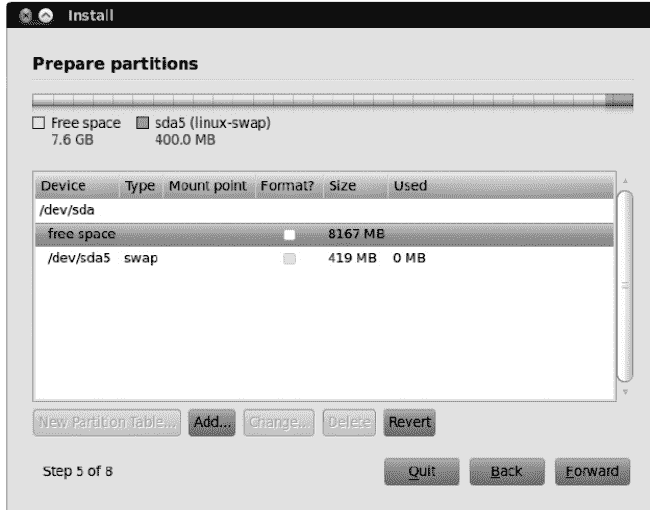 Install
Prepare partitions
Free space sda5 (linux-swap)
7.6 GB 400.0 MB
Device Type Mount point Format? Size Used
/dev/sda
free space 8167 MB
/dev/sda5 swap 419 MB 0 MB
New Partition Table... Add... Change... Delete Revert
Step 5 of 8 Quit Back Forward